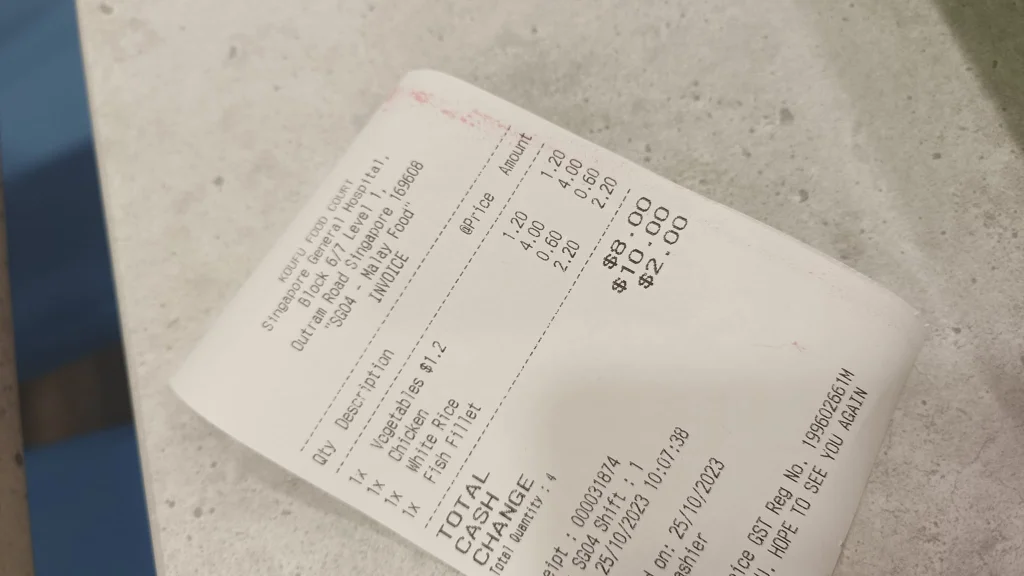 KOUFU FOOD COURT
Singapore General Hospital,
Block 6/7 Level 1,
Outram Road Singapore 169608
"SG04 - Malay Food"
INVOICE
Qty Description @Price Amount
1x Vegetables $1.2 1.20 1.20
1x Chicken 4.00 4.00
1x White Rice 0.60 0.60
1x Fish Fillet 2.20 2.20
TOTAL $8.00
CASH $10.00
CHANGE $2.00
Total Quantity : 4
eipt : 000031874
SG04 Shift : 1
25/10/2023 10:07:38
d on: 25/10/2023
ashier
ice GST Reg No. 199602661M
U, HOPE TO SEE YOU AGAIN